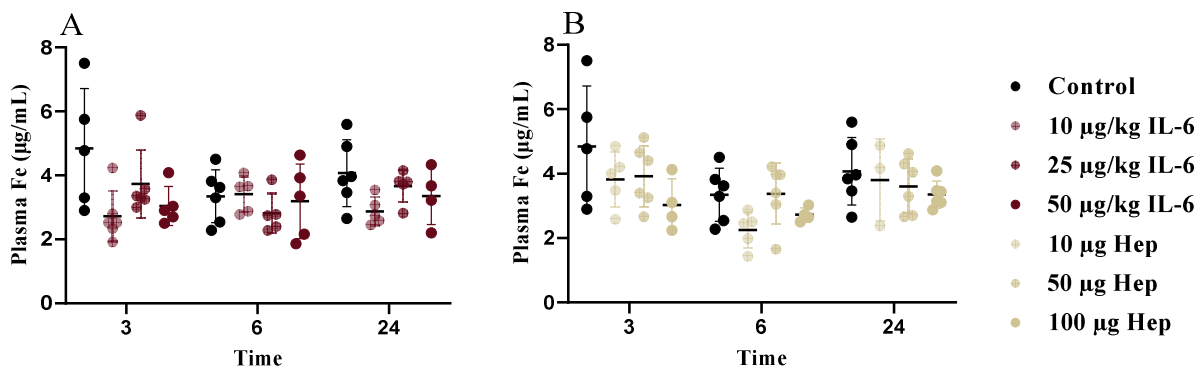 A
Plasma Fe (µg/mL)
8
6
4
2
0
3
6
24
Time
B
Plasma Fe (µg/mL)
8
6
4
2
0
3
6
24
Time
Control
10 µg/kg IL-6
25 µg/kg IL-6
50 µg/kg IL-6
10 µg Hep
50 µg Hep
100 µg Hep